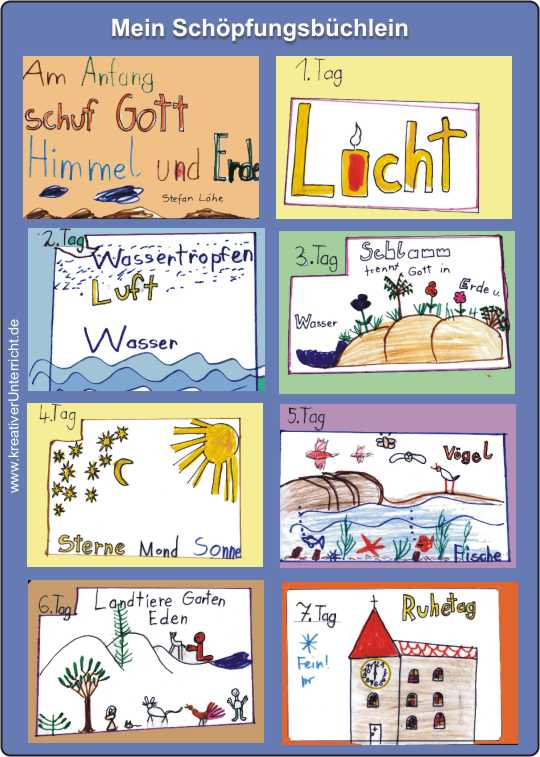 Mein Schöpfungsbüchlein
Am Anfang
schuf Gott
Himmel und Erde
Stefan Löhe
1. Tag
Licht
2. Tag
Wassertropfen
Luft
Wasser
3. Tag
Schlamm
trennt Gott in
Erde u.
Wasser
4. Tag
Sterne Mond Sonne
5. Tag
Vögel
Fische
6. Tag
Landtiere Garten
Eden
7. Tag
Ruhetag
Fein!
www.kreativerUnterricht.de